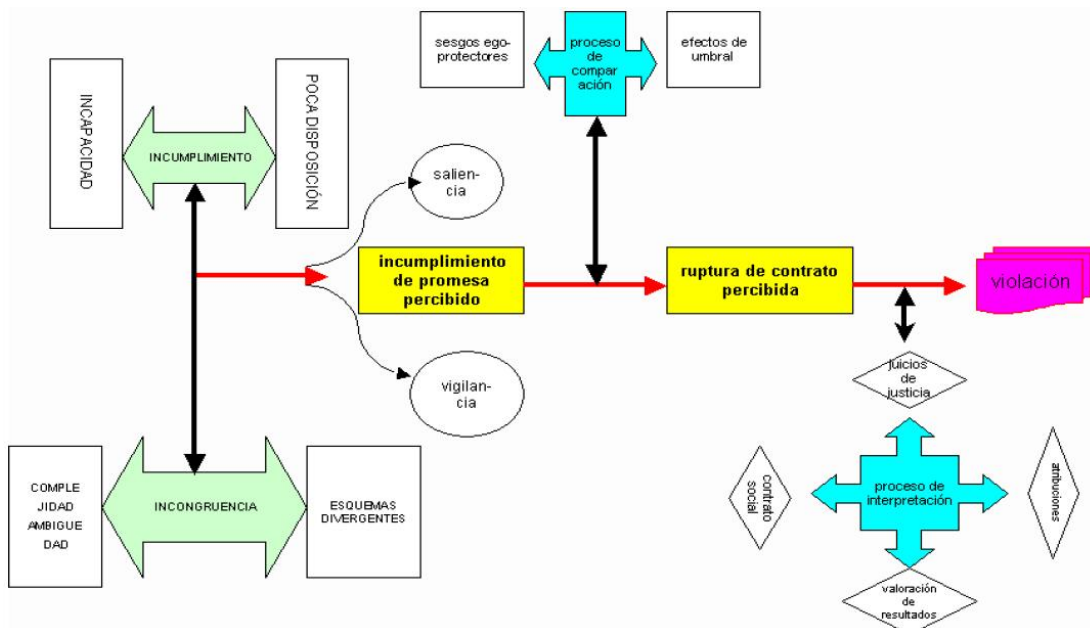 sesgos ego-
protectores
proceso
de
compar
ación
efectos de
umbral
INCAPACIDAD
INCUMPLIMIENTO
POCA DISPOSICIÓN
salien-
cia
incumplimiento
de promesa
percibido
ruptura de contrato
percibida
violación
vigilan-
cia
juicios
de
justicia
COMPLE
JIDAD
AMBIGUE
DAD
INCONGRUENCIA
ESQUEMAS
DIVERGENTES
contrato
social
proceso de
interpretación
atribuciones
valoración
de
resultados